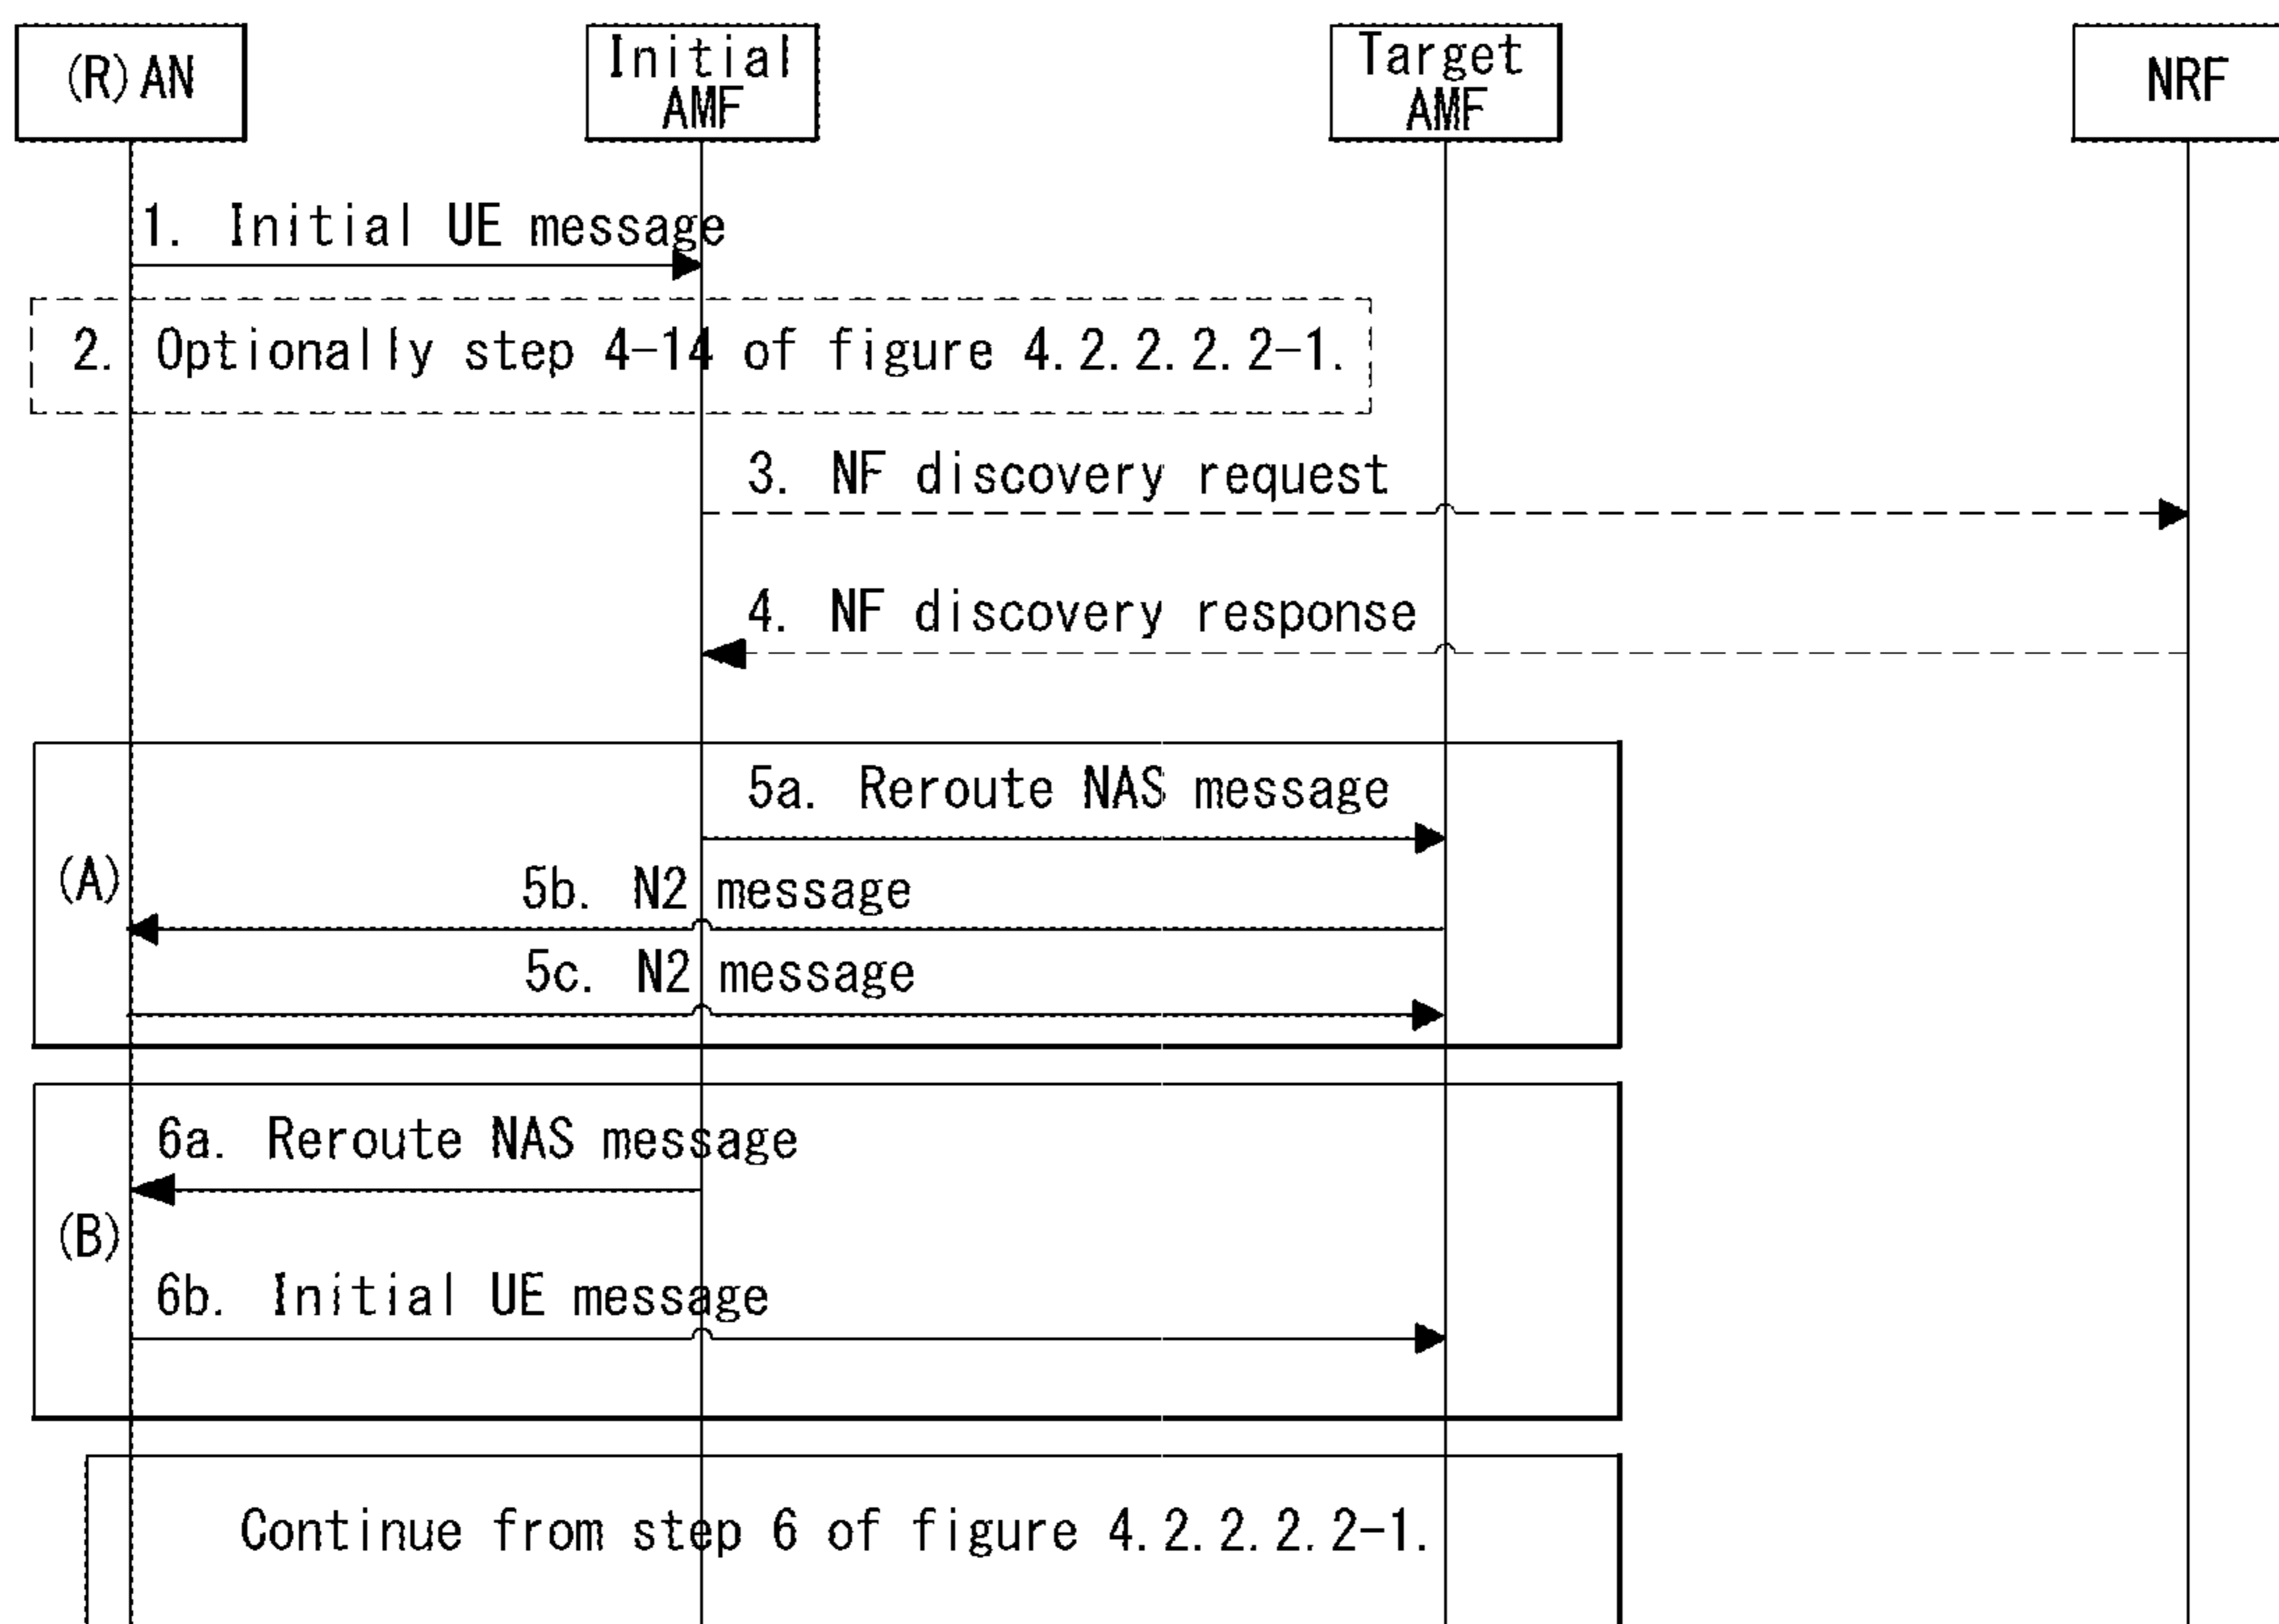 (R)AN
Initial
AMF
Target
AMF
NRF
1. Initial UE message
2. Optionally step 4-14 of figure 4.2.2.2.2-1.
3. NF discovery request
4. NF discovery response
(A)
5a. Reroute NAS message
5b. N2 message
5c. N2 message
(B)
6a. Reroute NAS message
6b. Initial UE message
Continue from step 6 of figure 4.2.2.2.2-1.